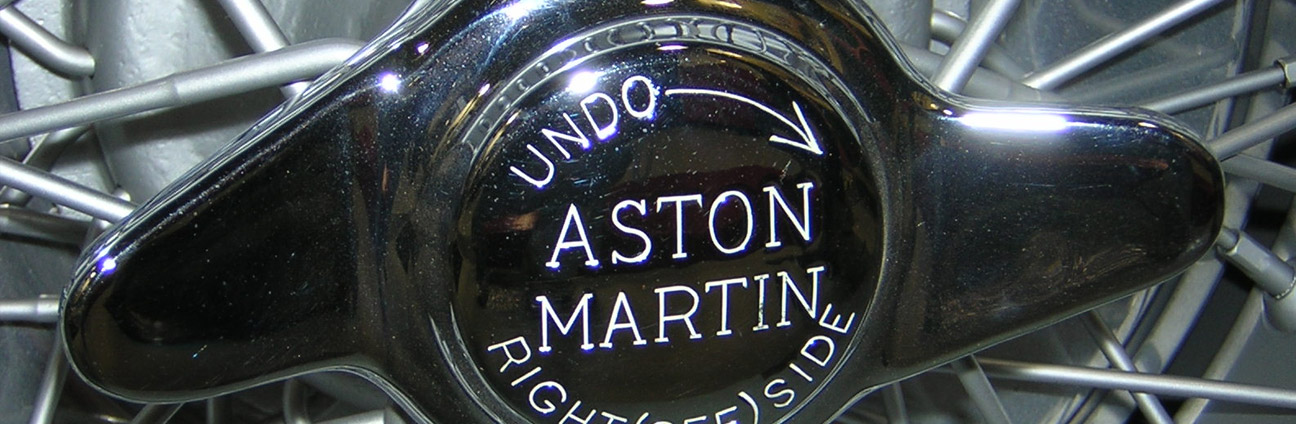 UNDO
ASTON
MARTIN
RIGHT(OFF)SIDE